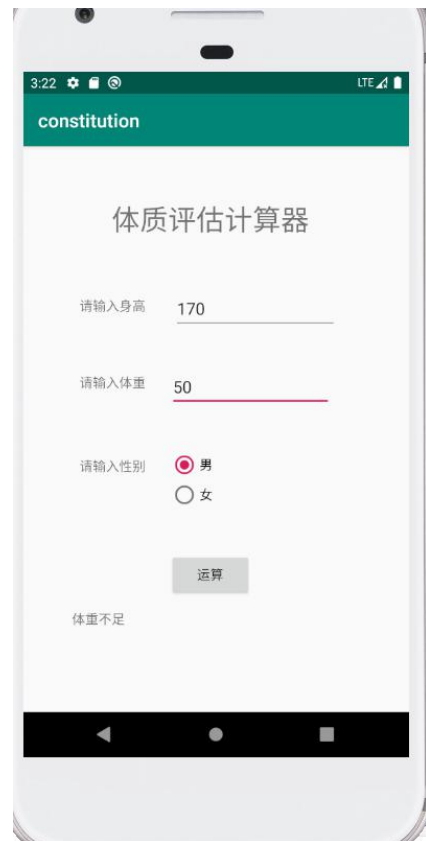 3:22 LTE
constitution
体质评估计算器
请输入身高 170
请输入体重 50
请输入性别 男
女
运算
体重不足